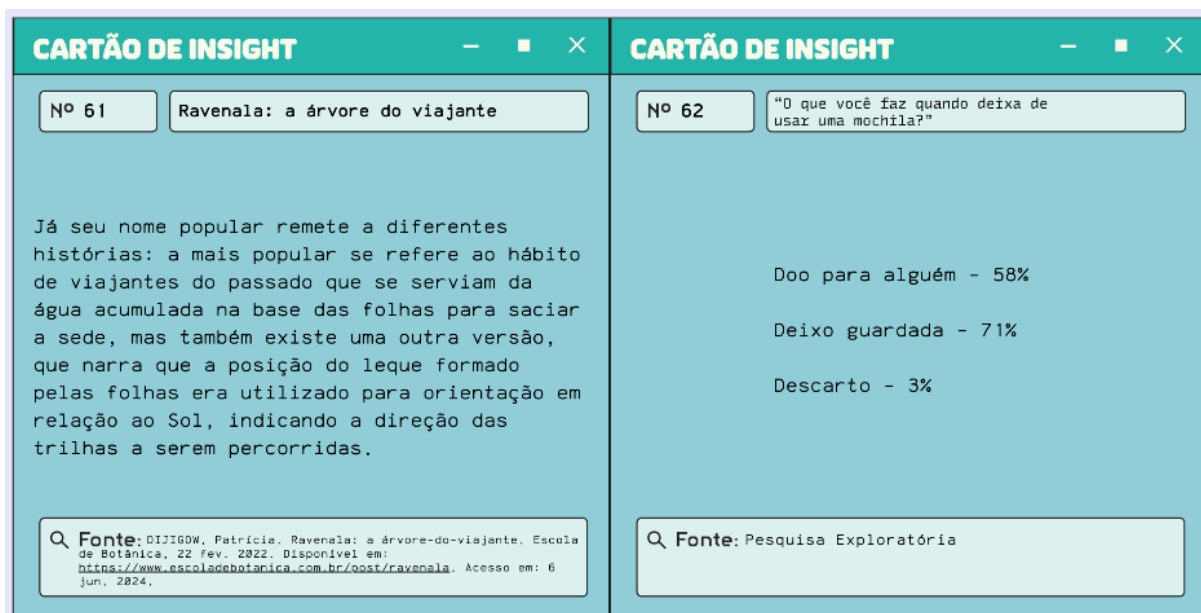 CARTÃO DE INSIGHT
Nº 61
Ravenala: a árvore do viajante
Já seu nome popular remete a diferentes
histórias: a mais popular se refere ao hábito
de viajantes do passado que se serviam da
água acumulada na base das folhas para saciar
a sede, mas também existe uma outra versão,
que narra que a posição do leque formado
pelas folhas era utilizado para orientação em
relação ao Sol, indicando a direção das
trilhas a serem percorridas.
Fonte: DIJIGOW, Patrícia. Ravenala: a árvore-do-viajante. Escola
de Botânica, 22 fev. 2022. Disponível em:
https://www.escoladebotanica.com.br/post/ravenala. Acesso em: 6
jun. 2024.
CARTÃO DE INSIGHT
Nº 62
“O que você faz quando deixa de
usar uma mochila?”
Doo para alguém - 58%
Deixo guardada - 71%
Descarto - 3%
Fonte: Pesquisa Exploratória